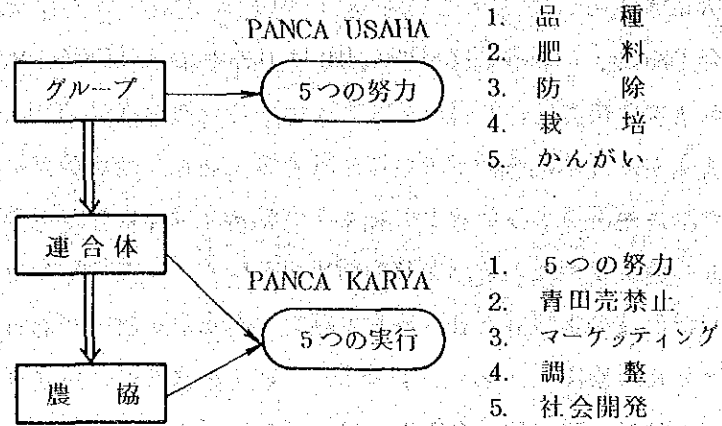 PANCA USAHA
グループ
5つの努力
1. 品種
2. 肥料
3. 防除
4. 栽培
5. かんがい
連合体
PANCA KARYA
5つの実行
農協
1. 5つの努力
2. 青田売禁止
3. マーケッティング
4. 調整
5. 社会開発